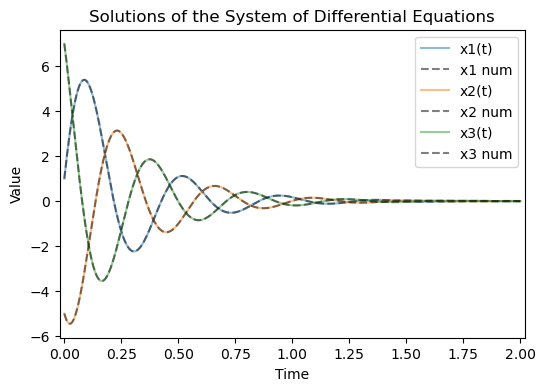 Solutions of the System of Differential Equations
x1(t)
x1 num
x2(t)
x2 num
x3(t)
x3 num
6
4
2
0
−2
−4
−6
Value
0.00 0.25 0.50 0.75 1.00 1.25 1.50 1.75 2.00
Time